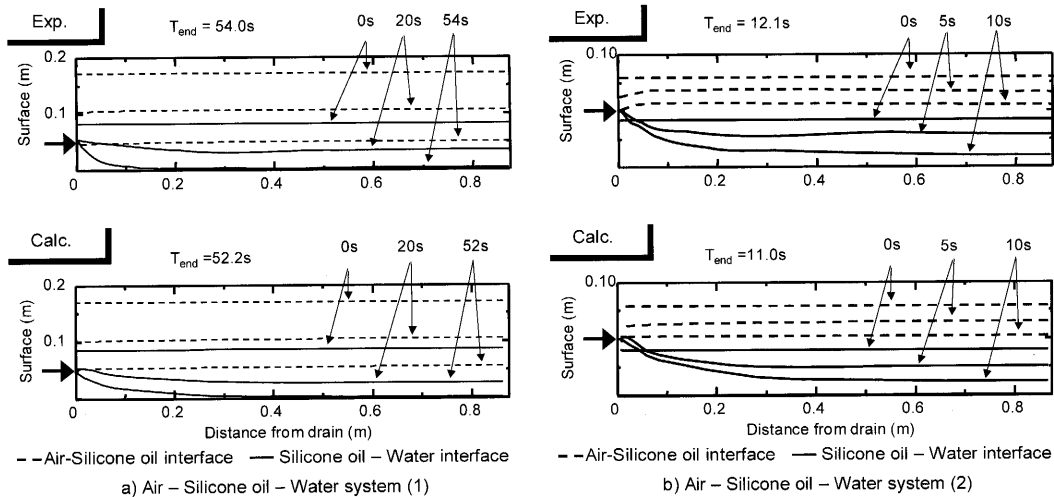 Exp.
T_end = 54.0s
0s 20s 54s
0.2
0.1
Surface (m)
0 0.2 0.4 0.6 0.8
Calc.
T_end =52.2s
0s 20s 52s
0.2
0.1
Surface (m)
0 0.2 0.4 0.6 0.8
Distance from drain (m)
Air-Silicone oil interface Silicone oil – Water interface
a) Air – Silicone oil – Water system (1)
Exp.
T_end = 12.1s
0s 5s 10s
0.10
Surface (m)
0 0.2 0.4 0.6 0.8
Calc.
T_end =11.0s
0s 5s 10s
0.10
Surface (m)
0 0.2 0.4 0.6 0.8
Distance from drain (m)
Air-Silicone oil interface Silicone oil – Water interface
b) Air – Silicone oil – Water system (2)